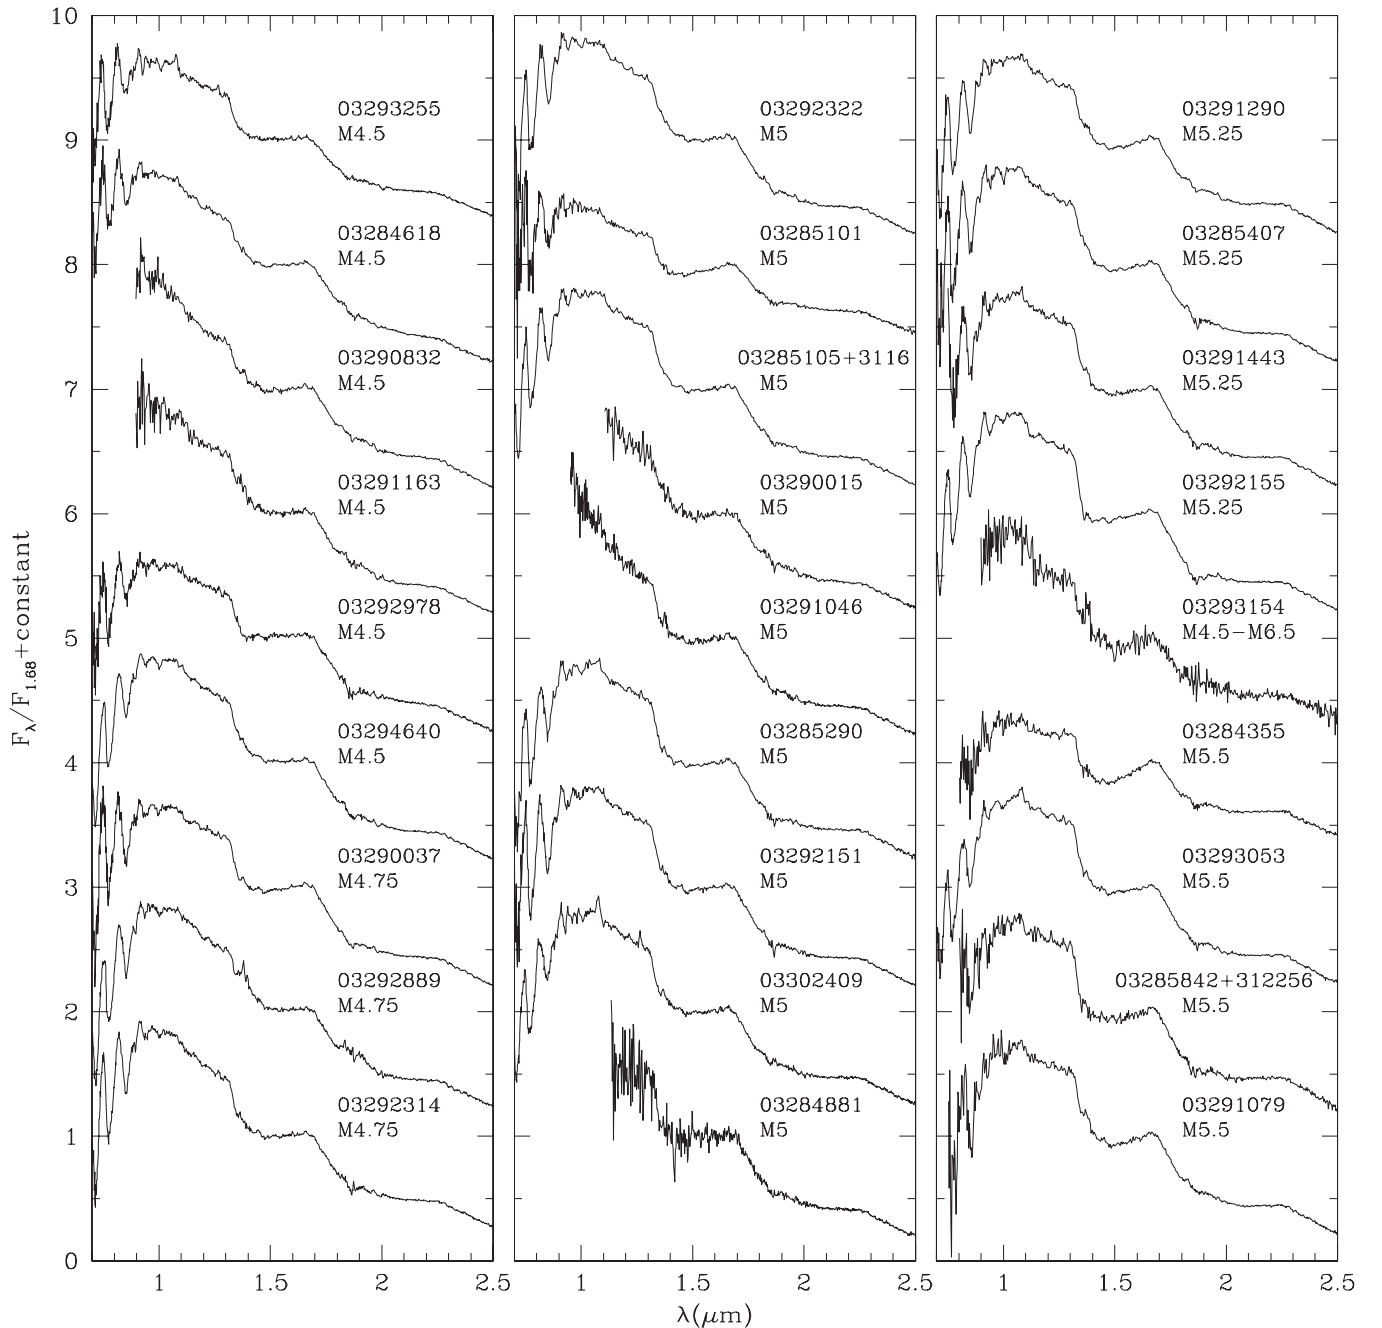 10
9
8
7
6
5
4
3
2
1
0
Fλ/F1.68+constant
03293255
M4.5
03284618
M4.5
03290832
M4.5
03291163
M4.5
03292978
M4.5
03294640
M4.5
03290037
M4.75
03292889
M4.75
03292314
M4.75
1
1.5
2
2.5
03292322
M5
03285101
M5
03285105+3116
M5
03290015
M5
03291046
M5
03285290
M5
03292151
M5
03302409
M5
03284881
M5
1
1.5
2
2.5
03291290
M5.25
03285407
M5.25
03291443
M5.25
03292155
M5.25
03293154
M4.5−M6.5
03284355
M5.5
03293053
M5.5
03285842+312256
M5.5
03291079
M5.5
1
1.5
2
2.5
λ(μm)